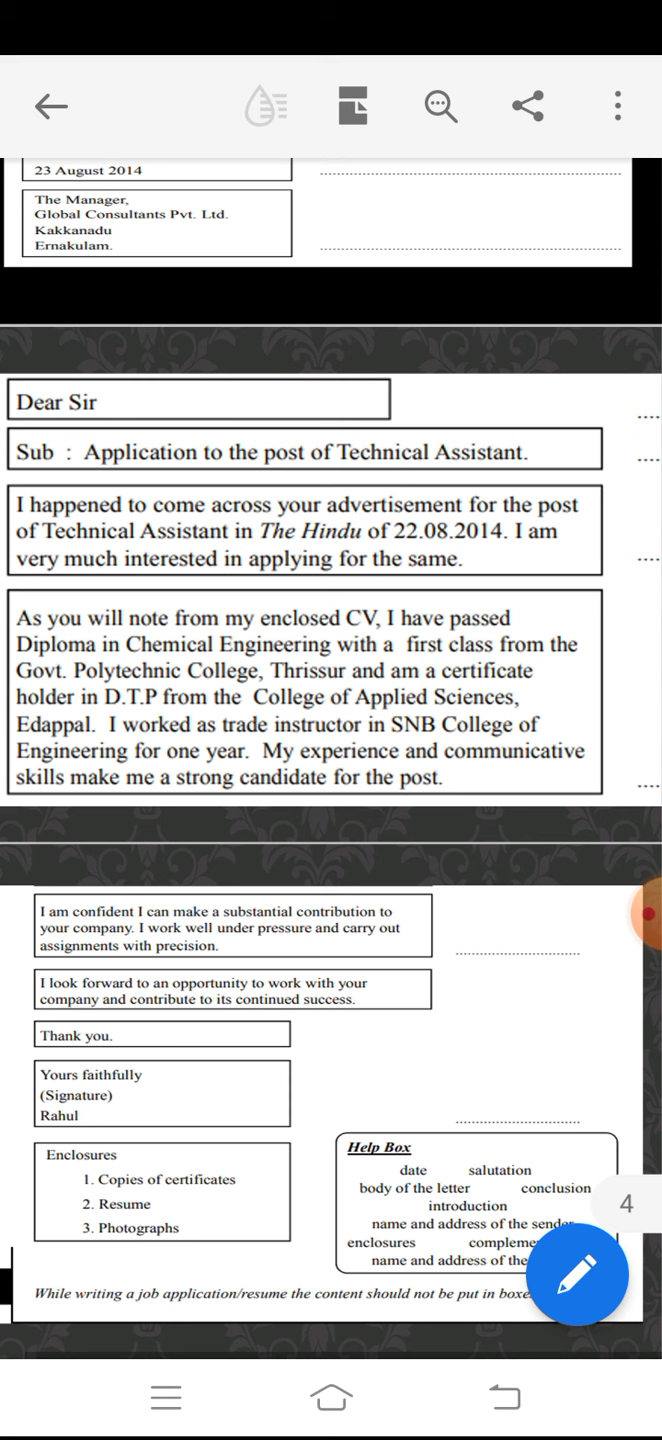 23 August 2014
The Manager,
Global Consultants Pvt. Ltd.
Kakkanadu
Ernakulam.
Dear Sir
Sub : Application to the post of Technical Assistant.
I happened to come across your advertisement for the post
of Technical Assistant in The Hindu of 22.08.2014. I am
very much interested in applying for the same.
As you will note from my enclosed CV, I have passed
Diploma in Chemical Engineering with a first class from the
Govt. Polytechnic College, Thrissur and am a certificate
holder in D.T.P from the College of Applied Sciences,
Edappal. I worked as trade instructor in SNB College of
Engineering for one year. My experience and communicative
skills make me a strong candidate for the post.
I am confident I can make a substantial contribution to
your company. I work well under pressure and carry out
assignments with precision.
I look forward to an opportunity to work with your
company and contribute to its continued success.
Thank you.
Yours faithfully
(Signature)
Rahul
Enclosures
1. Copies of certificates
2. Resume
3. Photographs
Help Box
date salutation
body of the letter conclusion
introduction
name and address of the
enclosures
name and address of the
4
While writing a job application/resume the content should not be put in